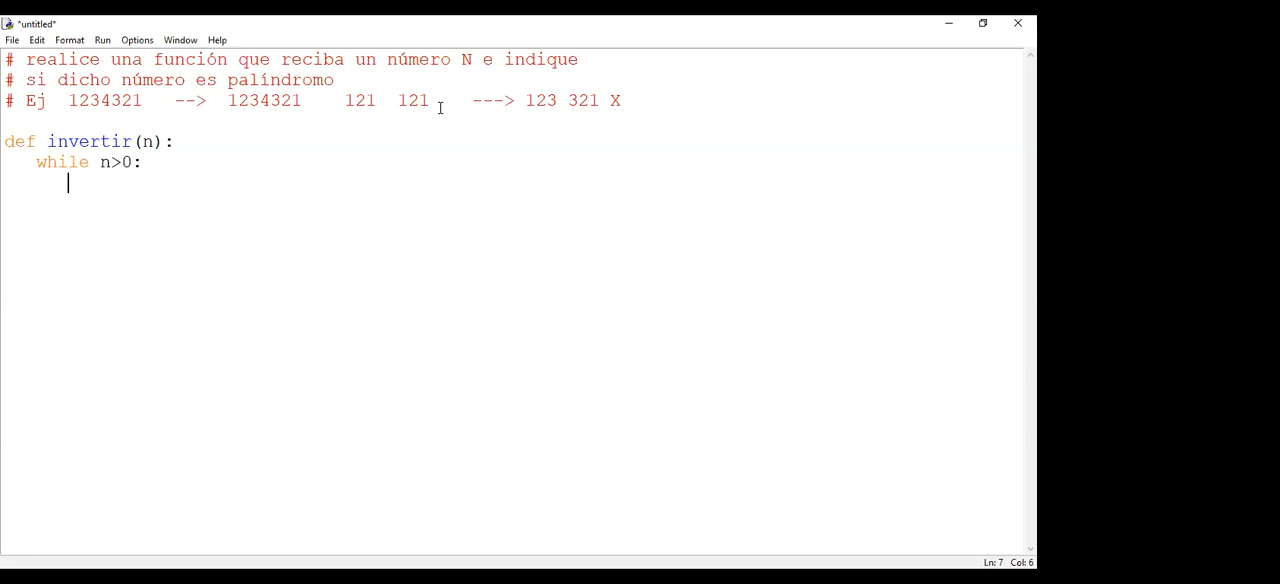 *untitled*
File Edit Format Run Options Window Help
# realice una función que reciba un número N e indique
# si dicho número es palíndromo
# Ej 1234321 --> 1234321 121 121 ---> 123 321 X
def invertir(n):
while n>0:
Ln: 7 Col: 6